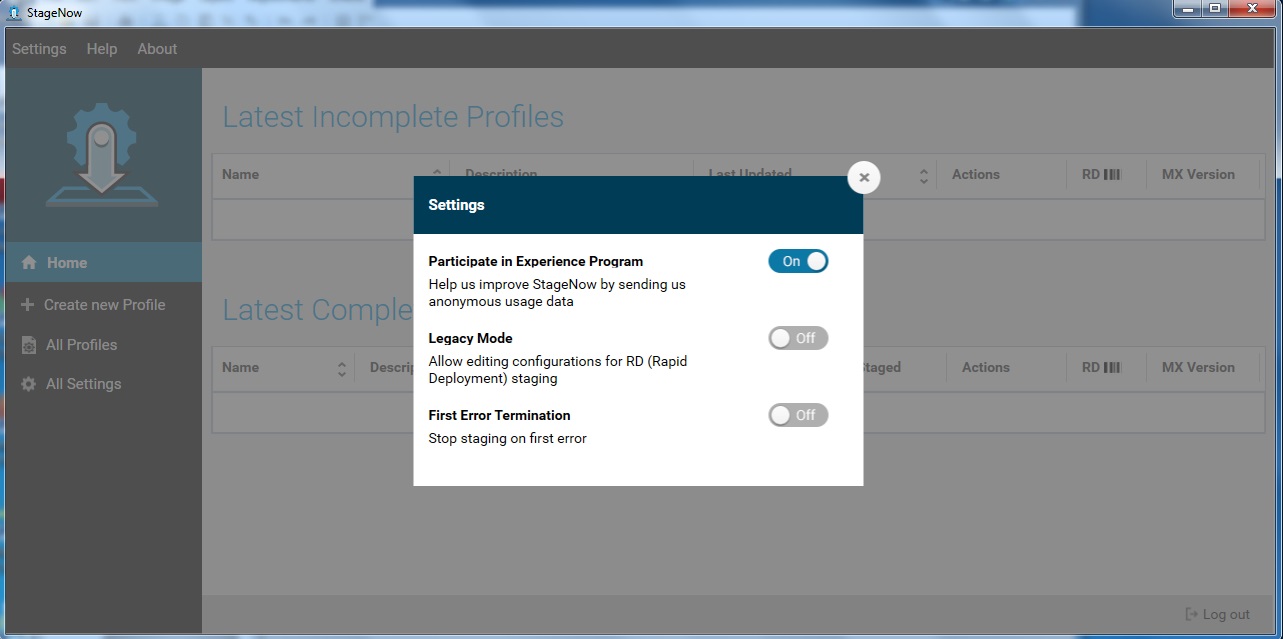 StageNow
Settings Help About
Latest Incomplete Profiles
Name Description Last Updated Actions RD MX Version
Settings
Participate in Experience Program On
Help us improve StageNow by sending us
anonymous usage data
Legacy Mode Off
Allow editing configurations for RD (Rapid
Deployment) staging
First Error Termination Off
Stop staging on first error
Home
Create new Profile
All Profiles
All Settings
Latest Comple
Name Descrip Staged Actions RD MX Version
Log out